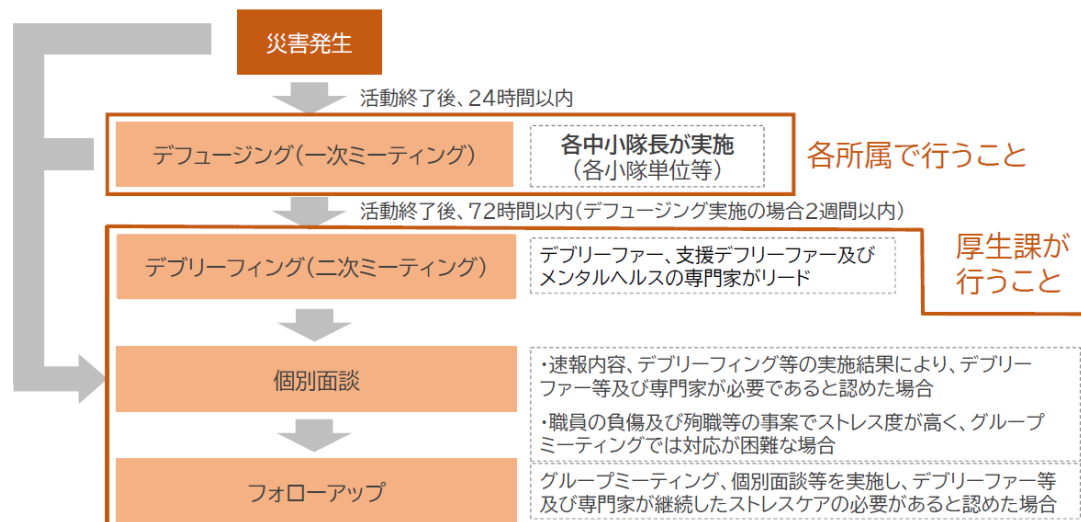 災害発生
活動終了後、24時間以内
デフュージング(一次ミーティング)
各中小隊長が実施
(各小隊単位等)
各所属で行うこと
活動終了後、72時間以内(デフュージング実施の場合2週間以内)
デブリーフィング(二次ミーティング)
デブリーファー、支援デフリーファー及び
メンタルヘルスの専門家がリード
厚生課が
行うこと
個別面談
・速報内容、デブリーフィング等の実施結果により、デブリー
ファー等及び専門家が必要であると認めた場合
・職員の負傷及び殉職等の事案でストレス度が高く、グループ
ミーティングでは対応が困難な場合
フォローアップ
グループミーティング、個別面談等を実施し、デブリーファー等
及び専門家が継続したストレスケアの必要があると認めた場合